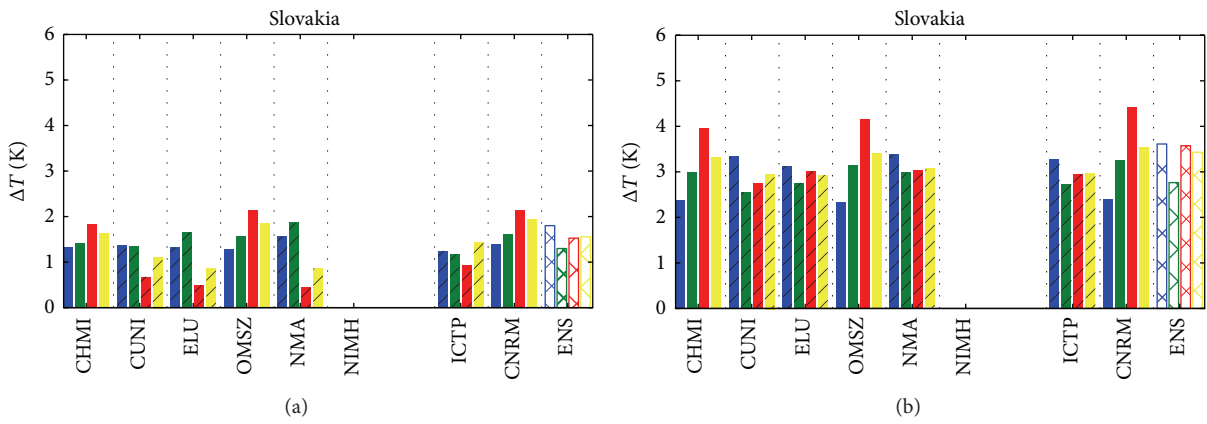 Slovakia
6
5
4
3
2
1
0
ΔT (K)
CHMI
CUNI
ELU
OMSZ
NMA
NIMH
ICTP
CNRM
ENS
(a)
Slovakia
6
5
4
3
2
1
0
ΔT (K)
CHMI
CUNI
ELU
OMSZ
NMA
NIMH
ICTP
CNRM
ENS
(b)